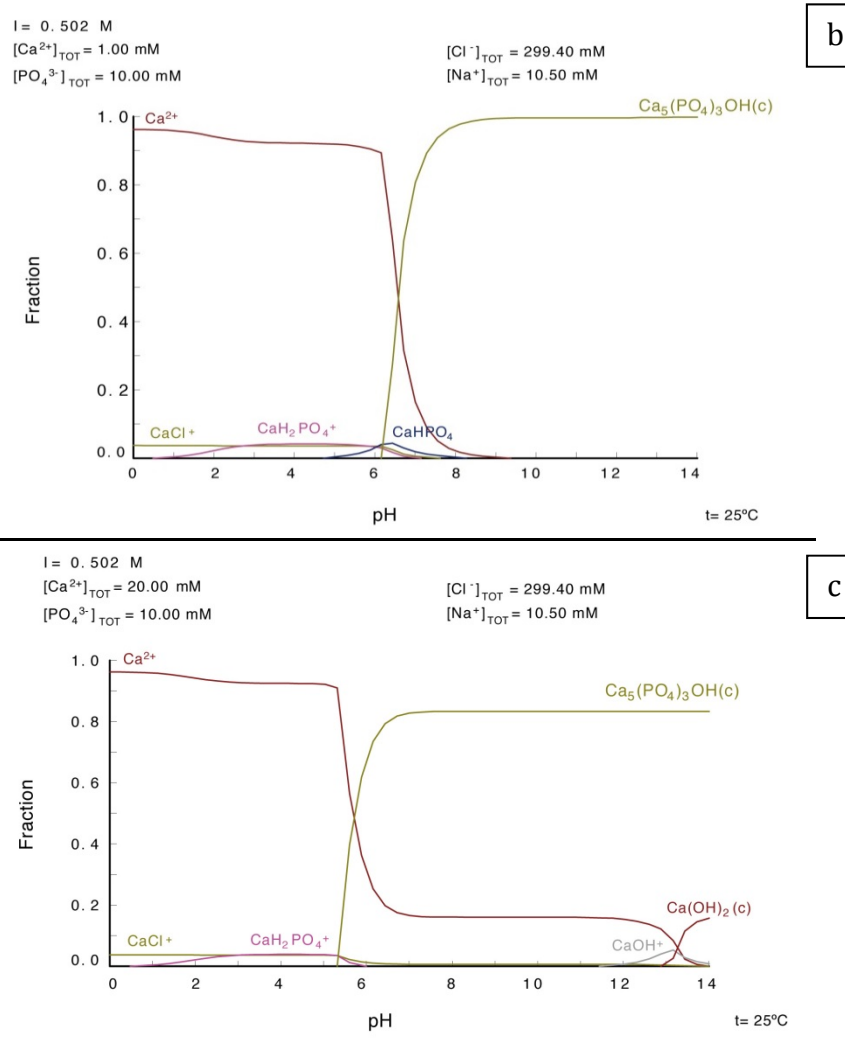 I = 0.502 M
b
[Ca²⁺]TOT = 1.00 mM
[Cl⁻]TOT = 299.40 mM
[PO₄³⁻]TOT = 10.00 mM
[Na⁺]TOT = 10.50 mM
Ca₅(PO₄)₃OH(c)
1.0
Ca²⁺
0.8
0.6
Fraction
0.4
0.2
CaCl⁺
CaH₂PO₄⁺
CaHPO₄
0.0
0 2 4 6 8 10 12 14
pH
t= 25ºC
I = 0.502 M
c
[Ca²⁺]TOT = 20.00 mM
[Cl⁻]TOT = 299.40 mM
[PO₄³⁻]TOT = 10.00 mM
[Na⁺]TOT = 10.50 mM
1.0
Ca²⁺
Ca₅(PO₄)₃OH(c)
0.8
0.6
Fraction
0.4
0.2
Ca(OH)₂(c)
CaCl⁺
CaH₂PO₄⁺
CaOH⁺
0.0
0 2 4 6 8 10 12 14
pH
t= 25ºC